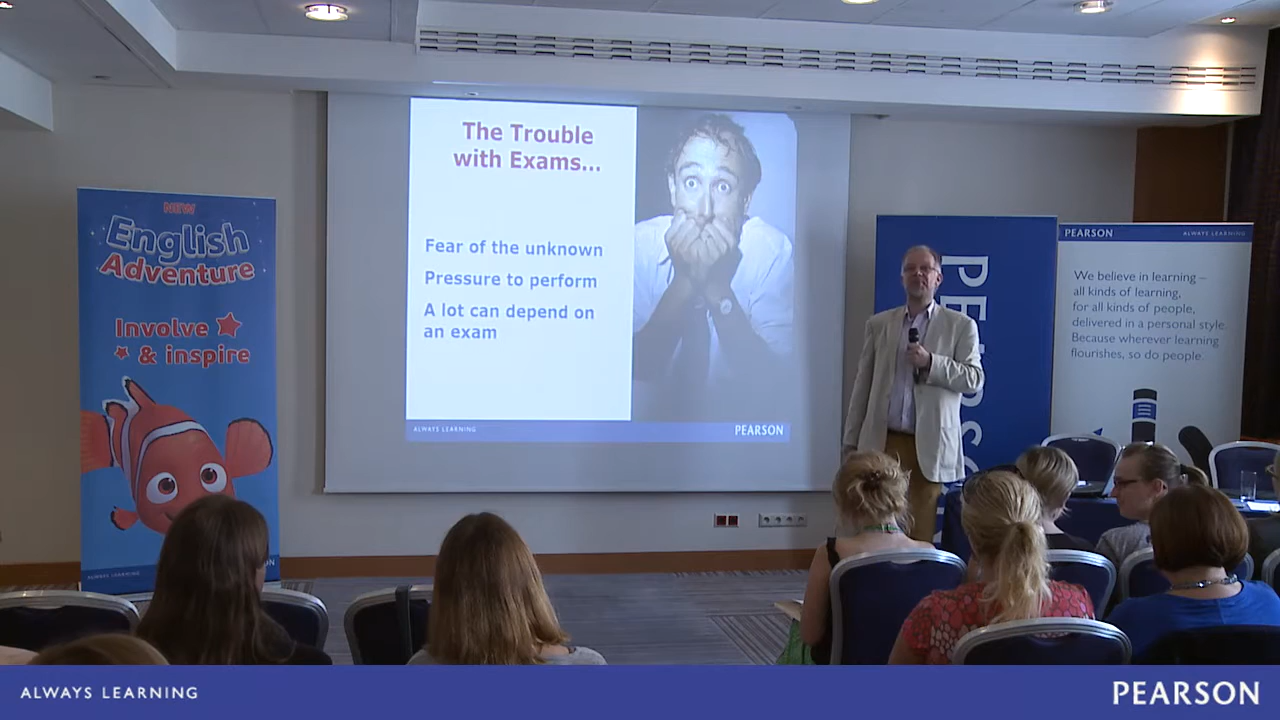 The Trouble
with Exams...
Fear of the unknown
Pressure to perform
A lot can depend on
an exam
ALWAYS LEARNING
PEARSON
NEW
English
Adventure
Involve
& inspire
ALWAYS LEARNING
PEARSON
ALWAYS LEARNING
We believe in learning –
all kinds of learning,
for all kinds of people,
delivered in a personal style.
Because wherever learning
flourishes, so do people.
ALWAYS LEARNING
PEARSON